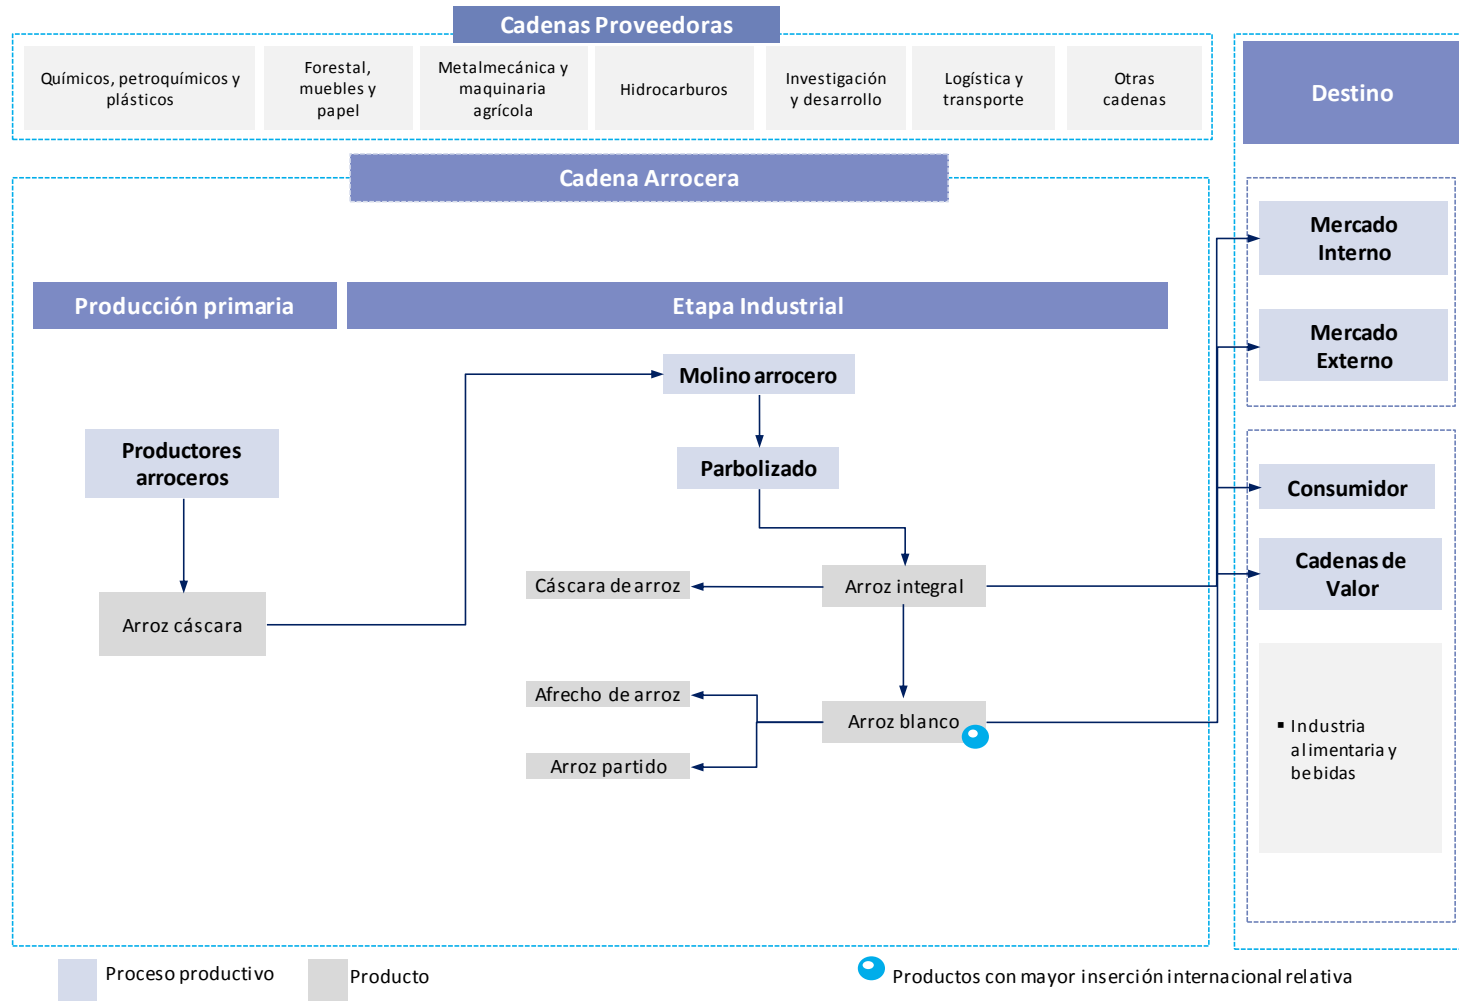 Cadenas Proveedoras
Químicos, petroquímicos y
plásticos
Forestal,
muebles y
papel
Metalmecánica y
maquinaria
agrícola
Hidrocarburos
Investigación
y desarrollo
Logística y
transporte
Otras
cadenas
Destino
Cadena Arrocera
Mercado
Interno
Mercado
Externo
Producción primaria
Etapa Industrial
Molino arrocero
Productores
arroceros
Parbolizado
Consumidor
Cadenas de
Valor
Arroz cáscara
Cáscara de arroz
Arroz integral
Afrecho de arroz
Arroz blanco
Arroz partido
▪ Industria
alimentaria y
bebidas
Proceso productivo
Producto
Productos con mayor inserción internacional relativa